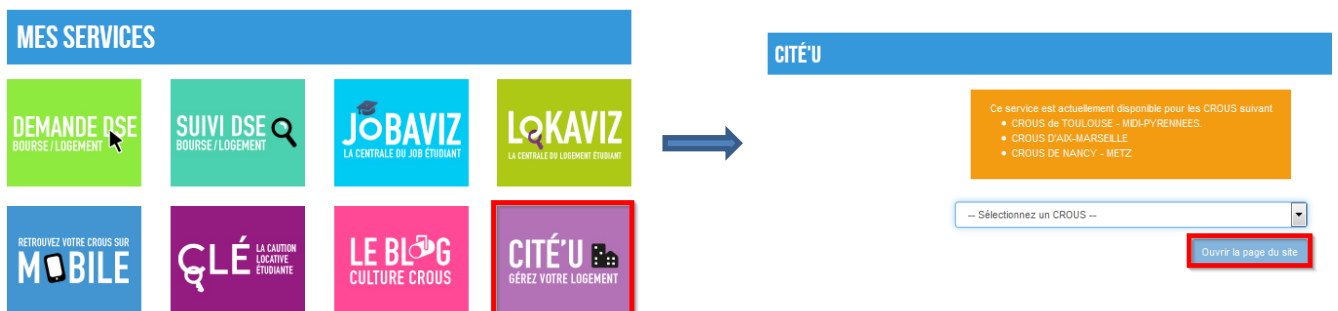 MES SERVICES
DEMANDE DSE
BOURSE/LOGEMENT
SUIVI DSE
BOURSE/LOGEMENT
JOBAVIZ
LA CENTRALE DU JOB ÉTUDIANT
LOKAVIZ
LA CENTRALE DU LOGEMENT ÉTUDIANT
RETROUVEZ VOTRE CROUS SUR
MOBILE
CLÉ
LA CAUTION
LOCATIVE
ÉTUDIANTE
LE BLOG
CULTURE CROUS
CITÉ'U
GÉREZ VOTRE LOGEMENT
CITÉ'U
Ce service est actuellement disponible pour les CROUS suivant
CROUS de TOULOUSE - MIDI-PYRENNEES.
CROUS D'AIX-MARSEILLE
CROUS DE NANCY - METZ
-- Sélectionnez un CROUS --
Ouvrir la page du site